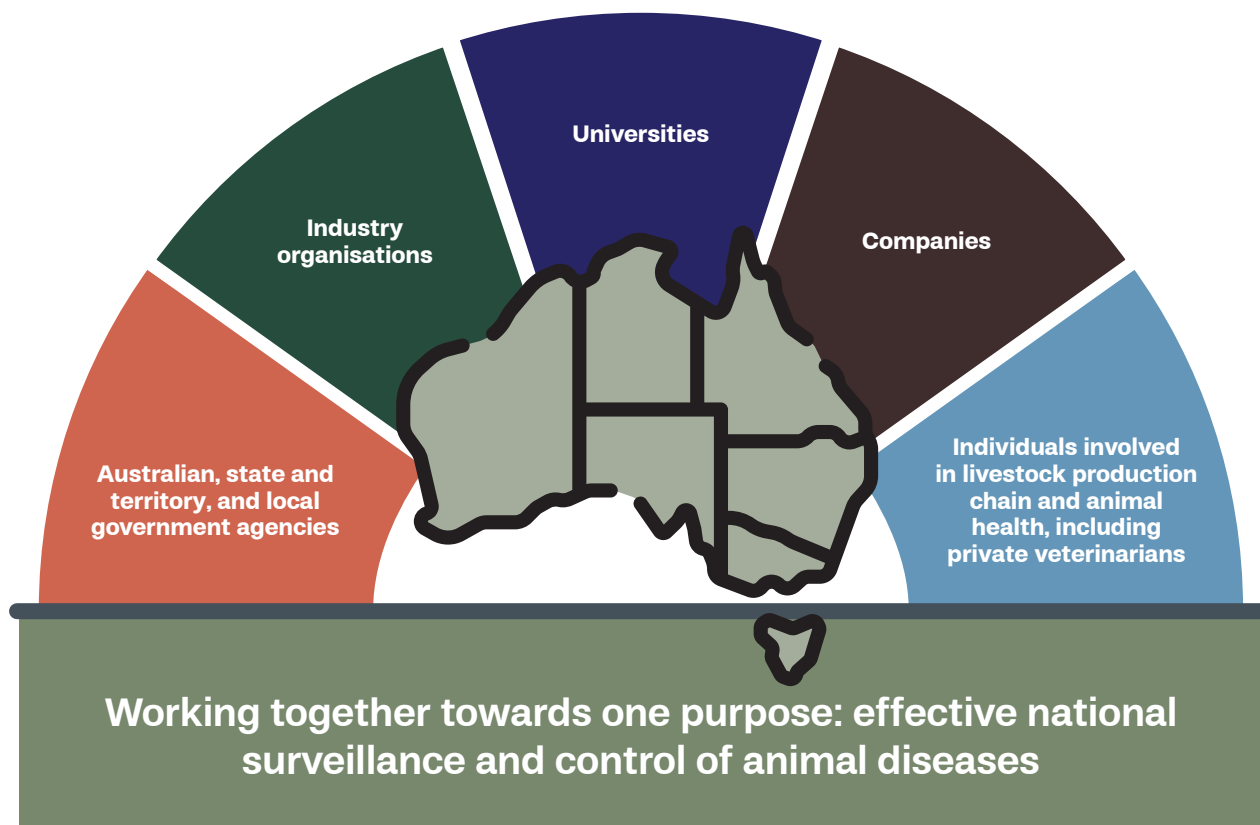 Universities
Industry
organisations
Companies
Australian, state and
territory, and local
government agencies
Individuals involved
in livestock production
chain and animal
health, including
private veterinarians
Working together towards one purpose: effective national
surveillance and control of animal diseases